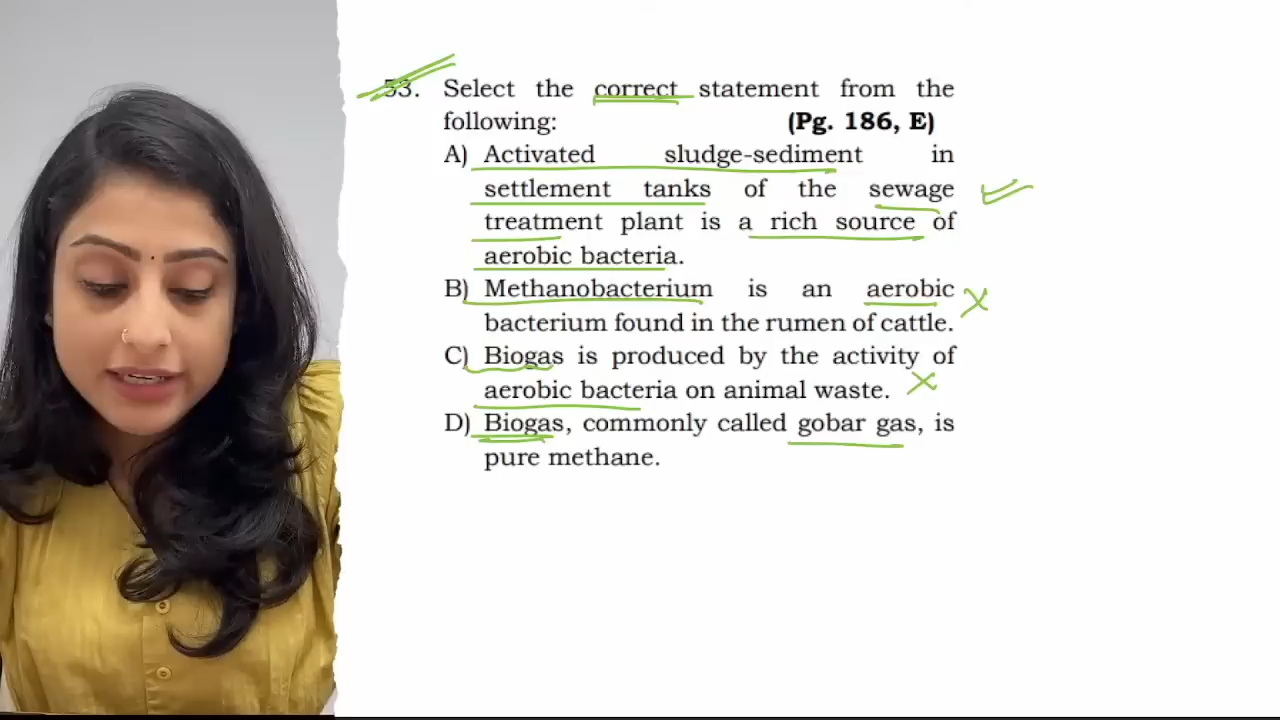 53. Select the correct statement from the
following: (Pg. 186, E)
A) Activated sludge-sediment in
settlement tanks of the sewage
treatment plant is a rich source of
aerobic bacteria.
B) Methanobacterium is an aerobic
bacterium found in the rumen of cattle.
C) Biogas is produced by the activity of
aerobic bacteria on animal waste.
D) Biogas, commonly called gobar gas, is
pure methane.